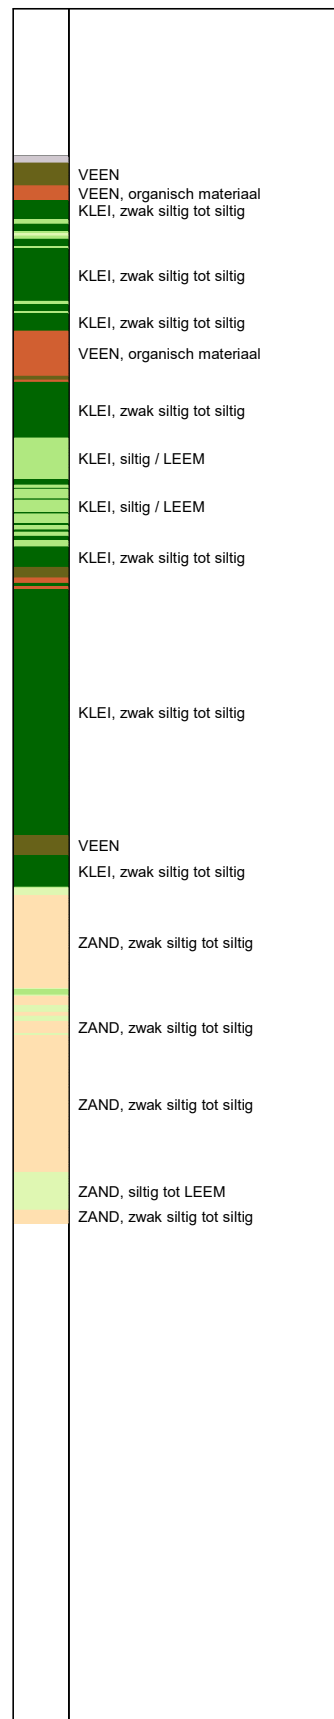 VEEN
VEEN, organisch materiaal
KLEI, zwak siltig tot siltig
KLEI, zwak siltig tot siltig
KLEI, zwak siltig tot siltig
VEEN, organisch materiaal
KLEI, zwak siltig tot siltig
KLEI, siltig / LEEM
KLEI, siltig / LEEM
KLEI, zwak siltig tot siltig
KLEI, zwak siltig tot siltig
VEEN
KLEI, zwak siltig tot siltig
ZAND, zwak siltig tot siltig
ZAND, zwak siltig tot siltig
ZAND, zwak siltig tot siltig
ZAND, siltig tot LEEM
ZAND, zwak siltig tot siltig